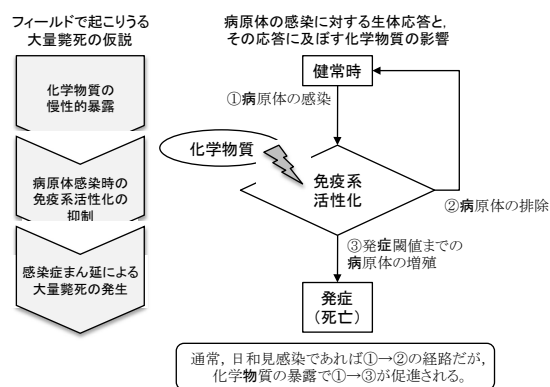 フィールドで起こりうる
大量斃死の仮説
化学物質の
慢性的暴露
病原体感染時の
免疫系活性化の
抑制
感染症まん延による
大量斃死の発生
病原体の感染に対する生体応答と,
その応答に及ぼす化学物質の影響
健常時
①病原体の感染
化学物質
免疫系
活性化
②病原体の排除
③発症閾値までの
病原体の増殖
発症
(死亡)
通常, 日和見感染であれば①→②の経路だが,
化学物質の暴露で①→③が促進される。